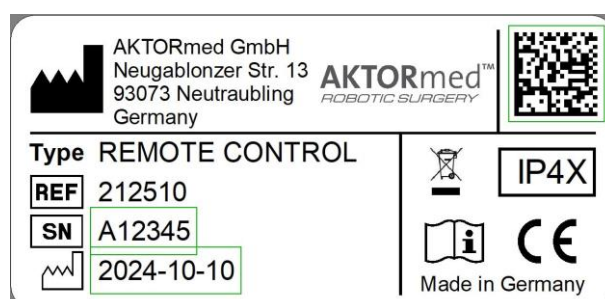 AKTORmed GmbH
Neugablonzer Str. 13
93073 Neutraubling
Germany
AKTORmed™
ROBOTIC SURGERY
Type REMOTE CONTROL
REF 212510
SN A12345
2024-10-10
IP4X
i
CE
Made in Germany